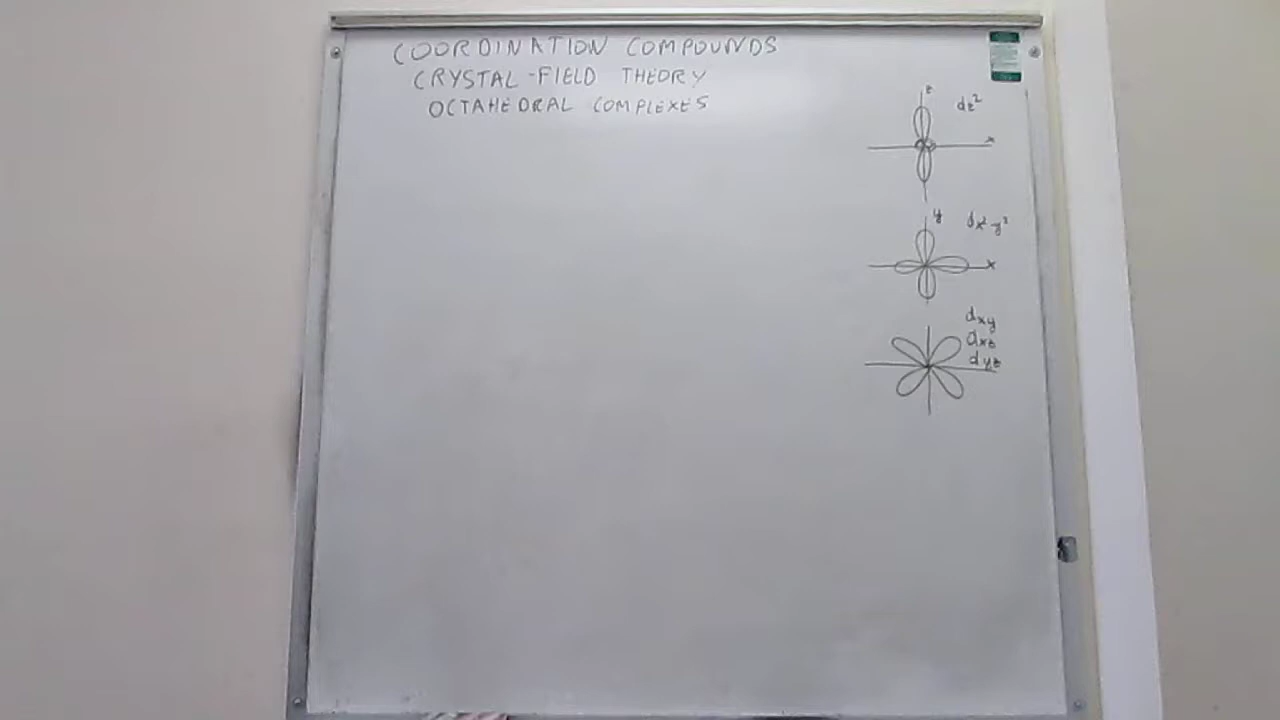 COORDINATION COMPOUNDS
CRYSTAL-FIELD THEORY
OCTAHEDRAL COMPLEXES
z
dz²
x
y
dx²-y²
x
dxy
dxz
dyz